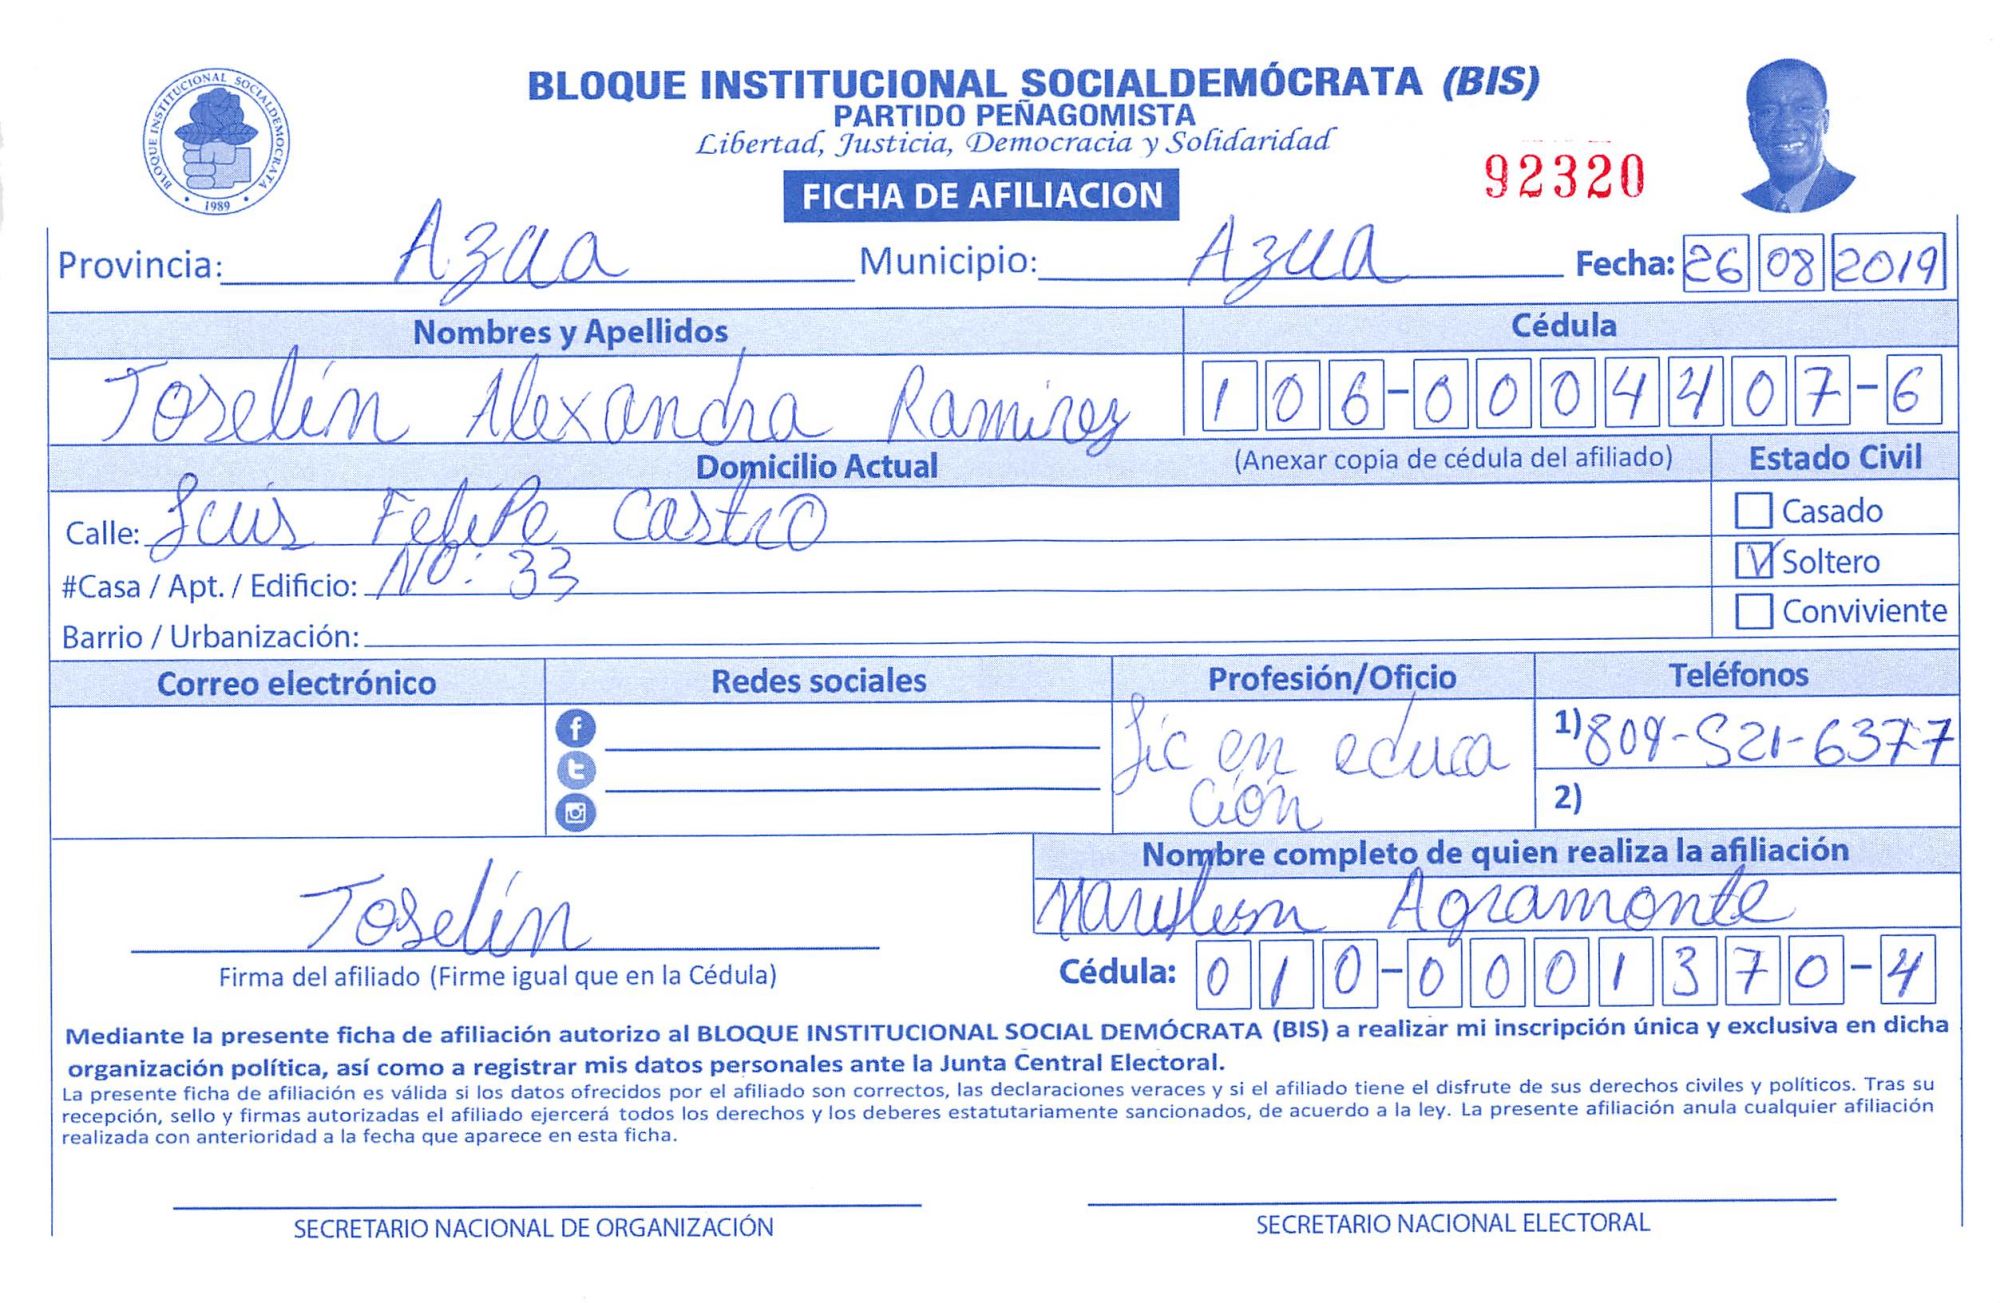 BLOQUE INSTITUCIONAL SOCIALDEMÓCRATA (BIS)
PARTIDO PEÑAGOMISTA
Libertad, Justicia, Democracia y Solidaridad
BLOQUE INSTITUCIONAL SOCIALDEMOCRATA
• 1989 •
92320
FICHA DE AFILIACION
Provincia: Azua Municipio: Azua Fecha: 26 08 2019
Nombres y Apellidos Cédula
Joselín Alexandra Ramirez 106-0004407-6
Domicilio Actual (Anexar copia de cédula del afiliado) Estado Civil
Calle: Luis Felipe Castro Casado
#Casa / Apt. / Edificio: No: 33 Soltero
Barrio / Urbanización: Conviviente
Correo electrónico Redes sociales Profesión/Oficio Teléfonos
Lic en educa 1) 809-521-6377
ción 2)
Nombre completo de quien realiza la afiliación
Agramonte
Joselín
Firma del afiliado (Firme igual que en la Cédula) Cédula: 010-0001370-4
Mediante la presente ficha de afiliación autorizo al BLOQUE INSTITUCIONAL SOCIAL DEMÓCRATA (BIS) a realizar mi inscripción única y exclusiva en dicha
organización política, así como a registrar mis datos personales ante la Junta Central Electoral.
La presente ficha de afiliación es válida si los datos ofrecidos por el afiliado son correctos, las declaraciones veraces y si el afiliado tiene el disfrute de sus derechos civiles y políticos. Tras su
recepción, sello y firmas autorizadas el afiliado ejercerá todos los derechos y los deberes estatutariamente sancionados, de acuerdo a la ley. La presente afiliación anula cualquier afiliación
realizada con anterioridad a la fecha que aparece en esta ficha.
SECRETARIO NACIONAL DE ORGANIZACIÓN SECRETARIO NACIONAL ELECTORAL